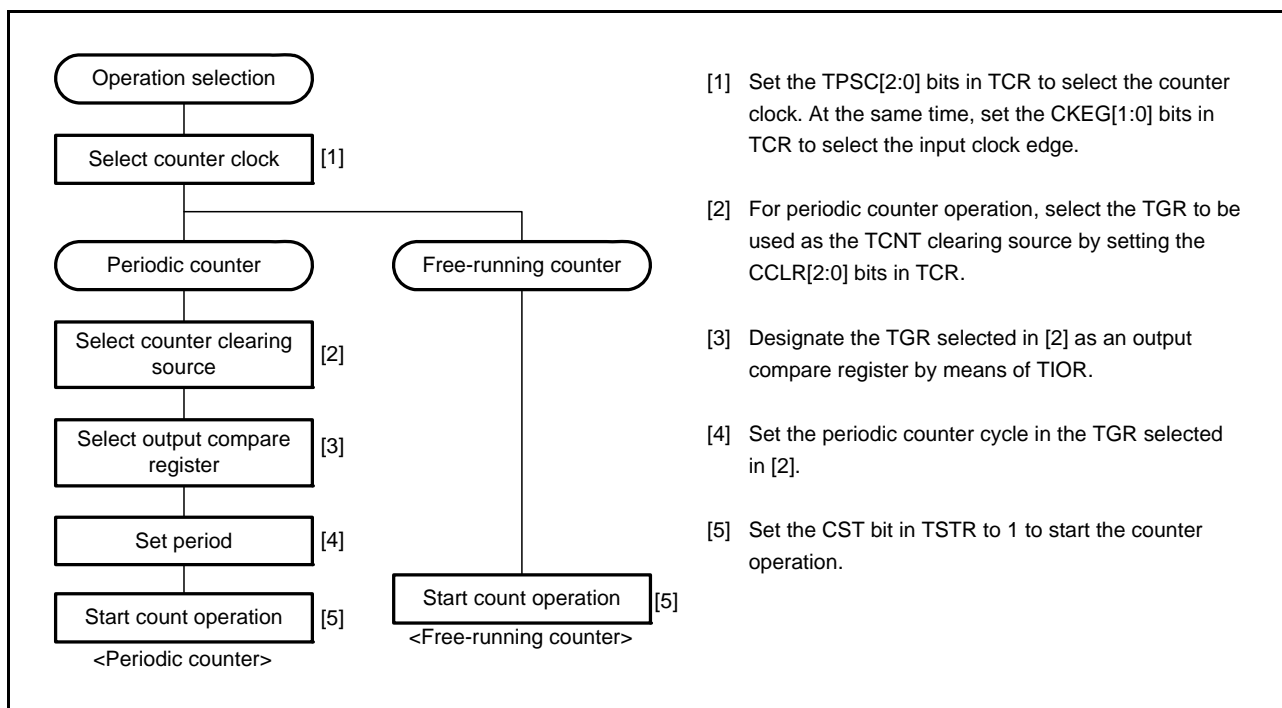 Operation selection
Select counter clock
[1]
Periodic counter
Free-running counter
Select counter clearing
source
[2]
Select output compare
register
[3]
Set period
[4]
Start count operation
[5]
<Periodic counter>
Start count operation
[5]
<Free-running counter>
[1] Set the TPSC[2:0] bits in TCR to select the counter
clock. At the same time, set the CKEG[1:0] bits in
TCR to select the input clock edge.
[2] For periodic counter operation, select the TGR to be
used as the TCNT clearing source by setting the
CCLR[2:0] bits in TCR.
[3] Designate the TGR selected in [2] as an output
compare register by means of TIOR.
[4] Set the periodic counter cycle in the TGR selected
in [2].
[5] Set the CST bit in TSTR to 1 to start the counter
operation.